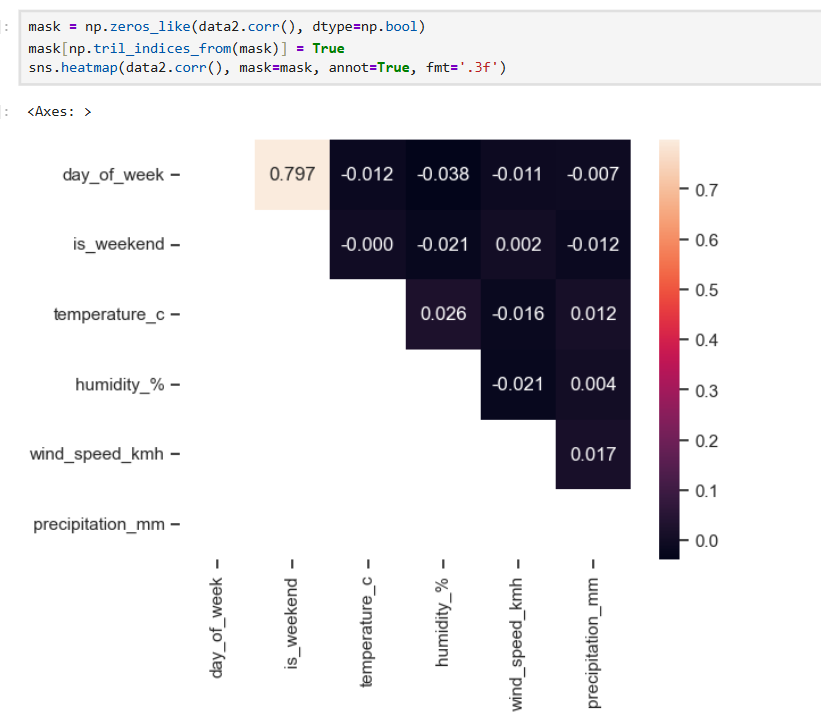 ]: mask = np.zeros_like(data2.corr(), dtype=np.bool)
mask[np.tril_indices_from(mask)] = True
sns.heatmap(data2.corr(), mask=mask, annot=True, fmt='.3f')
]: <Axes: >
day_of_week 0.797 -0.012 -0.038 -0.011 -0.007
is_weekend -0.000 -0.021 0.002 -0.012
temperature_c 0.026 -0.016 0.012
humidity_% -0.021 0.004
wind_speed_kmh 0.017
precipitation_mm
day_of_week
is_weekend
temperature_c
humidity_%
wind_speed_kmh
precipitation_mm
0.7
0.6
0.5
0.4
0.3
0.2
0.1
0.0